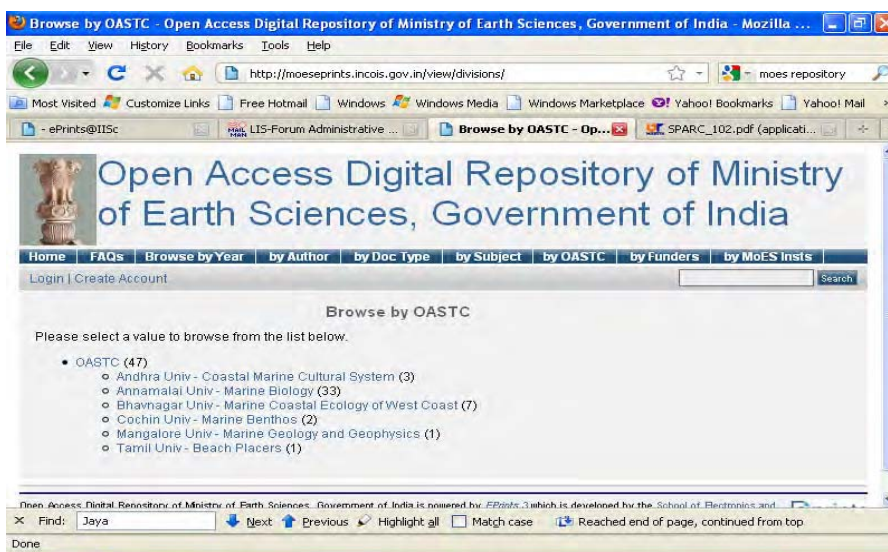 Browse by OASTC - Open Access Digital Repository of Ministry of Earth Sciences, Government of India - Mozilla ...
File Edit View History Bookmarks Tools Help
http://moeseprints.incois.gov.in/view/divisions/ moes repository
Most Visited Customize Links Free Hotmail Windows Windows Media Windows Marketplace Yahoo! Bookmarks Yahoo! Mail
- ePrints@IISc LIS-Forum Administrative ... Browse by OASTC - Op... SPARC_102.pdf (applicati...
Open Access Digital Repository of Ministry
of Earth Sciences, Government of India
Home FAQs Browse by Year by Author by Doc Type by Subject by OASTC by Funders by MoES Insts
Login | Create Account Search
Browse by OASTC
Please select a value to browse from the list below.
• OASTC (47)
Andhra Univ - Coastal Marine Cultural System (3)
Annamalai Univ - Marine Biology (33)
Bhavnagar Univ - Marine Coastal Ecology of West Coast (7)
Cochin Univ - Marine Benthos (2)
Mangalore Univ - Marine Geology and Geophysics (1)
Tamil Univ - Beach Placers (1)
Open Access Digital Repository of Ministry of Earth Sciences, Government of India is powered by EPrints 3 which is developed by the School of Electronics and
Find: Jaya Next Previous Highlight all Match case Reached end of page, continued from top
Done